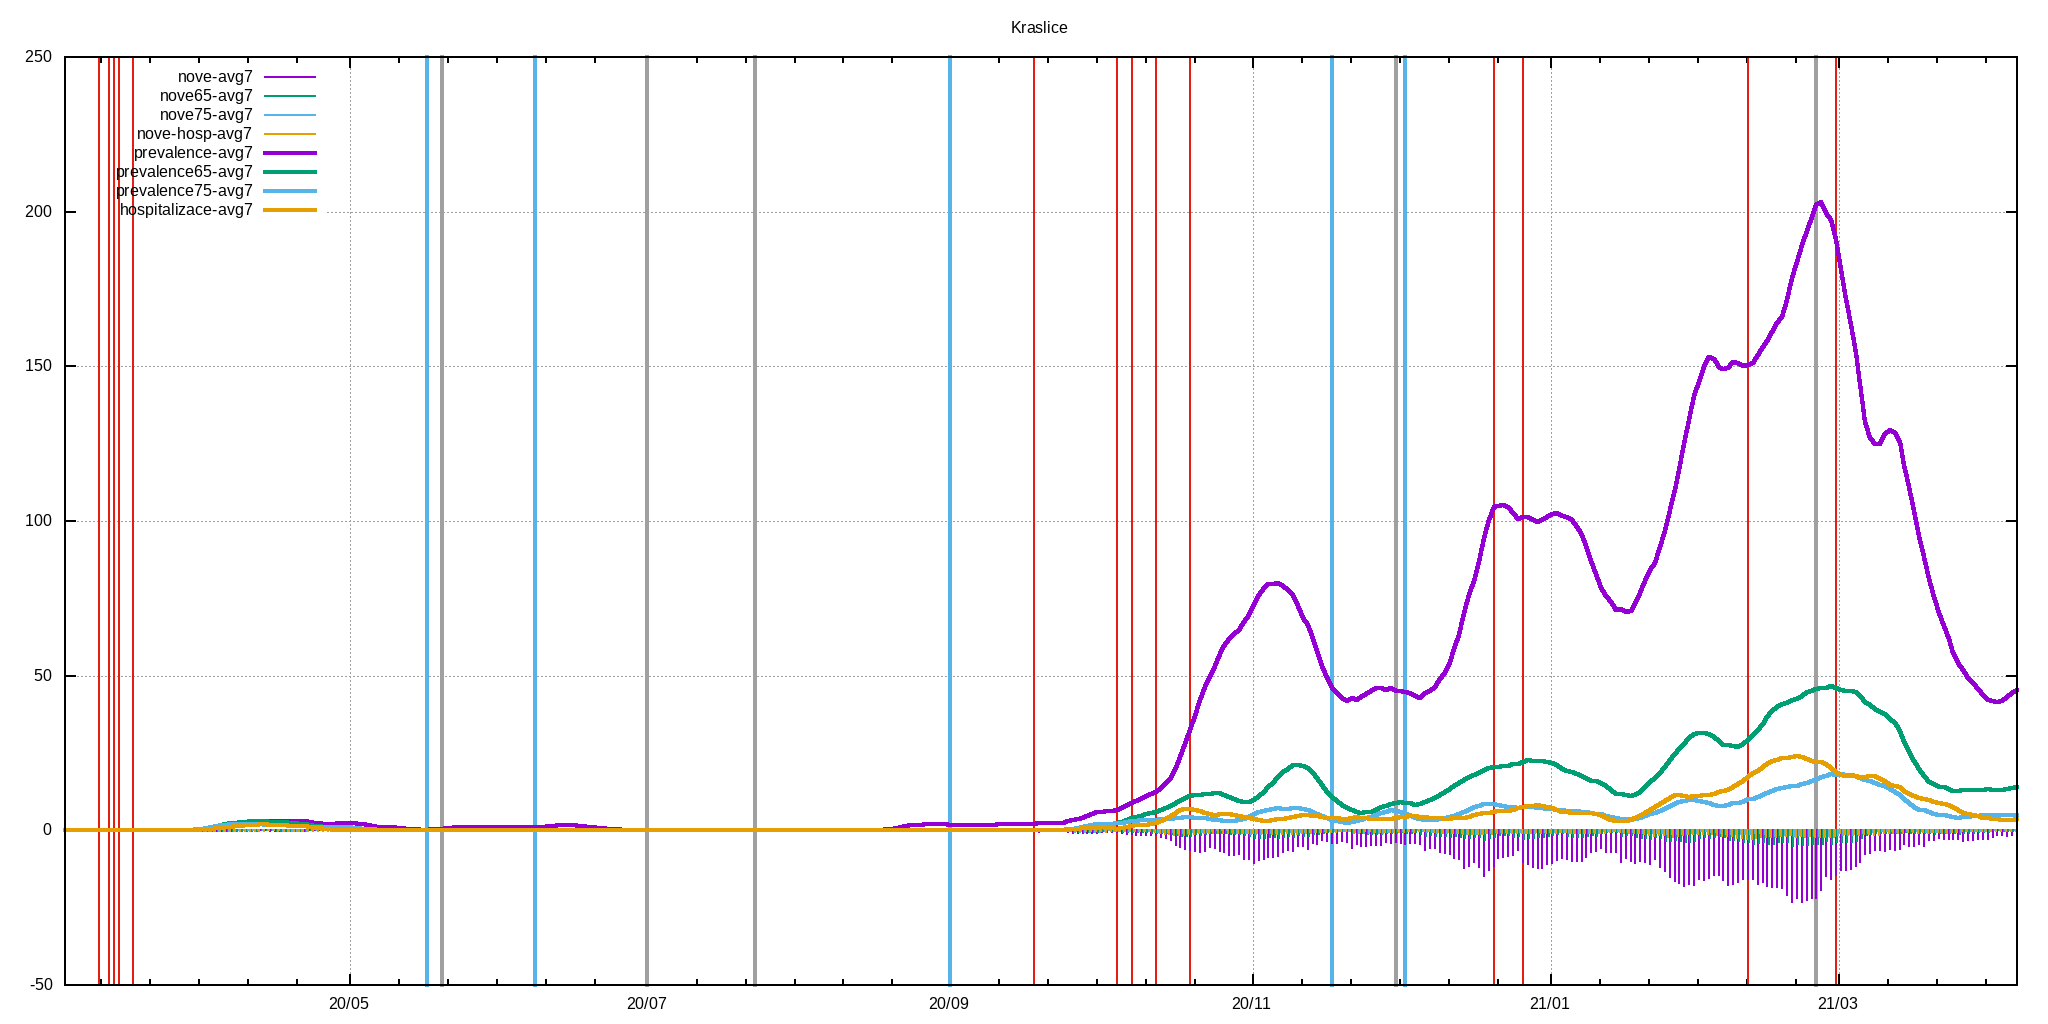 Kraslice
250
200
150
100
50
0
-50
nove-avg7
nove65-avg7
nove75-avg7
nove-hosp-avg7
prevalence-avg7
prevalence65-avg7
prevalence75-avg7
hospitalizace-avg7
20/05 20/07 20/09 20/11 21/01 21/03